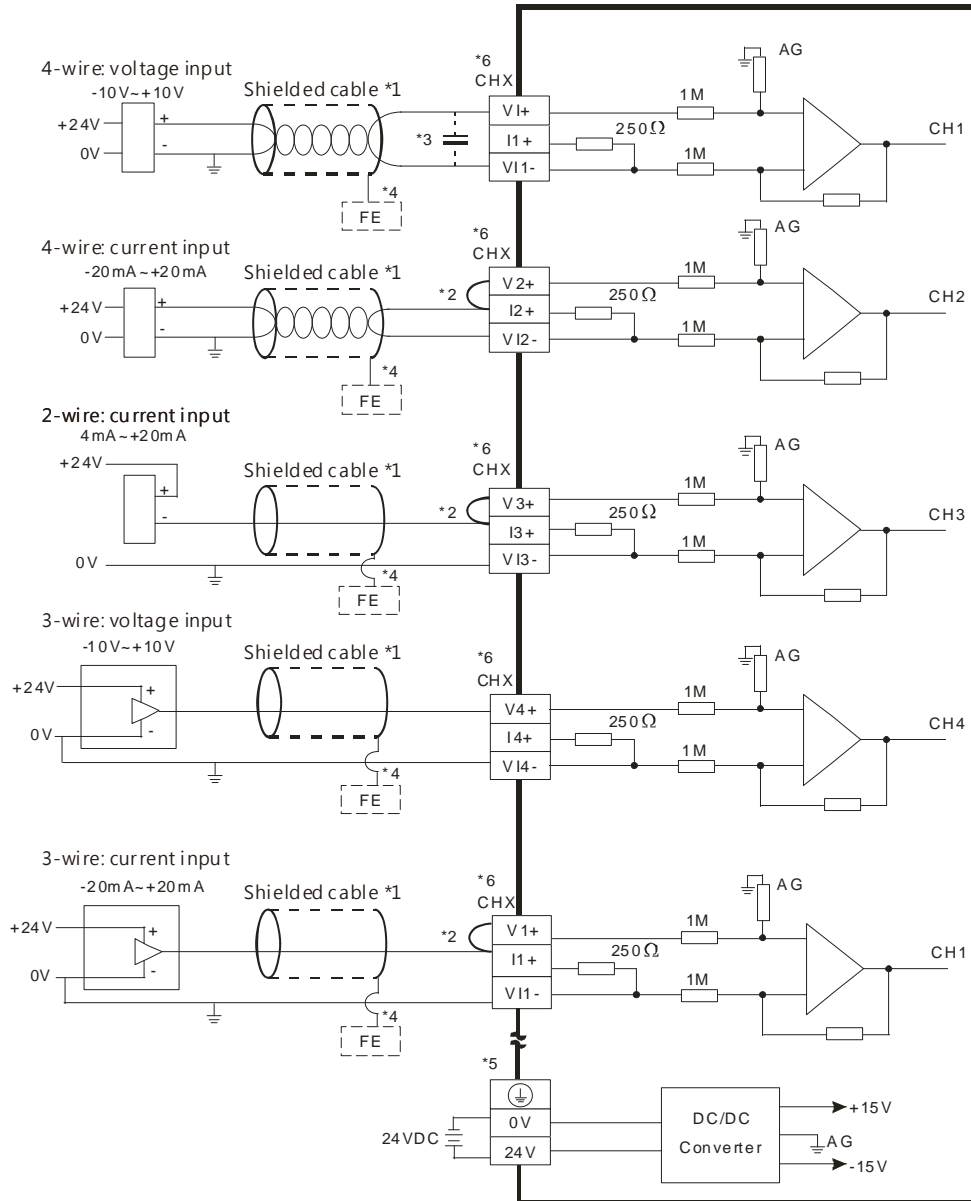 4-wire: voltage input
-10V~+10V
+24V
0V
+
-
Shielded cable *1
*3
*4
FE
*6
CHX
VI+
I1+
VI1-
250Ω
1M
1M
AG
CH1
4-wire: current input
-20mA~+20mA
+24V
0V
+
-
Shielded cable *1
*2
*4
FE
*6
CHX
V2+
I2+
VI2-
250Ω
1M
1M
AG
CH2
2-wire: current input
4mA~+20mA
+24V
+
-
0V
Shielded cable *1
*2
*4
FE
*6
CHX
V3+
I3+
VI3-
250Ω
1M
1M
AG
CH3
3-wire: voltage input
-10V~+10V
+24V
0V
+
-
Shielded cable *1
*4
FE
*6
CHX
V4+
I4+
VI4-
250Ω
1M
1M
AG
CH4
3-wire: current input
-20mA~+20mA
+24V
0V
+
-
Shielded cable *1
*2
*4
FE
*6
CHX
V1+
I1+
VI1-
250Ω
1M
1M
AG
CH1
*5
24VDC
0V
24V
DC/DC
Converter
+15V
AG
-15V